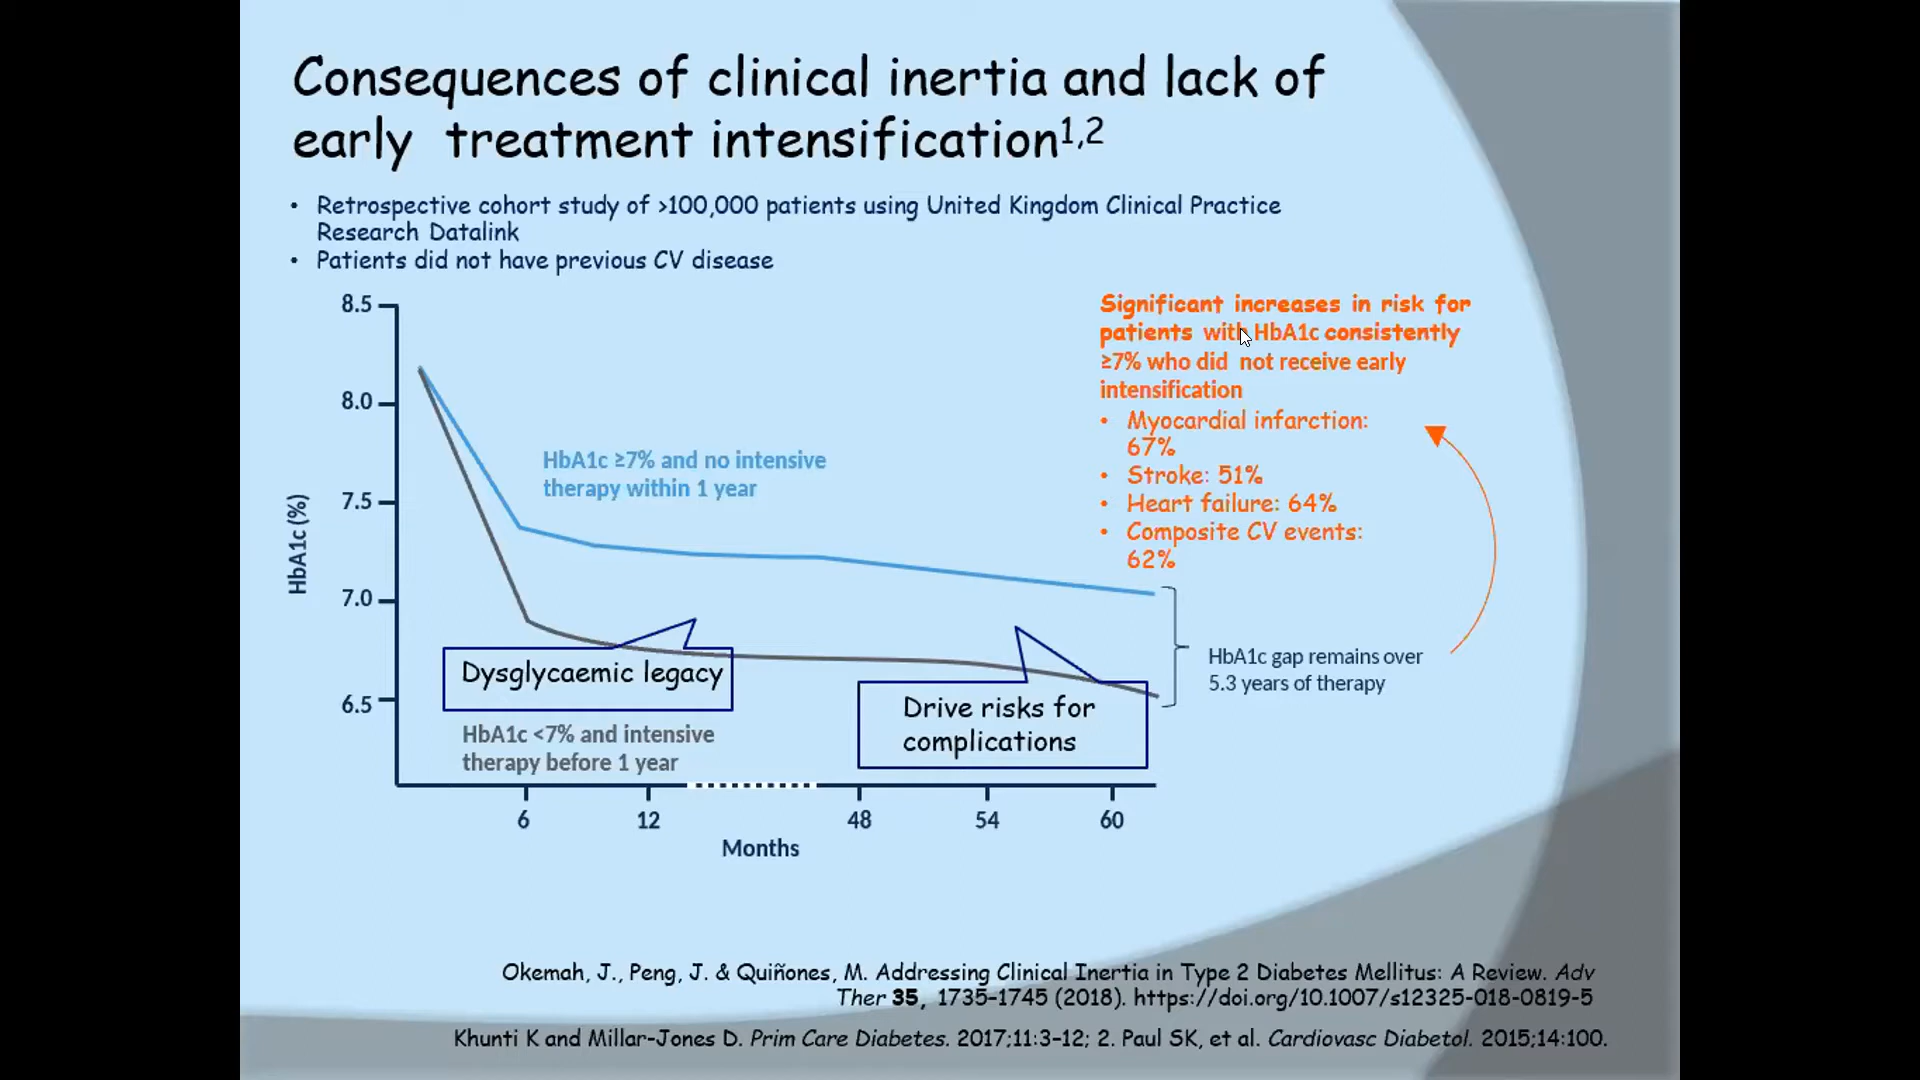 Consequences of clinical inertia and lack of
early treatment intensification1,2
• Retrospective cohort study of >100,000 patients using United Kingdom Clinical Practice
Research Datalink
• Patients did not have previous CV disease
8.5
8.0
7.5
7.0
6.5
HbA1c (%)
HbA1c ≥7% and no intensive
therapy within 1 year
Dysglycaemic legacy
HbA1c <7% and intensive
therapy before 1 year
Drive risks for
complications
6 12 48 54 60
Months
Significant increases in risk for
patients with HbA1c consistently
≥7% who did not receive early
intensification
• Myocardial infarction:
67%
• Stroke: 51%
• Heart failure: 64%
• Composite CV events:
62%
HbA1c gap remains over
5.3 years of therapy
Okemah, J., Peng, J. & Quiñones, M. Addressing Clinical Inertia in Type 2 Diabetes Mellitus: A Review. Adv
Ther 35, 1735–1745 (2018). https://doi.org/10.1007/s12325-018-0819-5
Khunti K and Millar-Jones D. Prim Care Diabetes. 2017;11:3–12; 2. Paul SK, et al. Cardiovasc Diabetol. 2015;14:100.